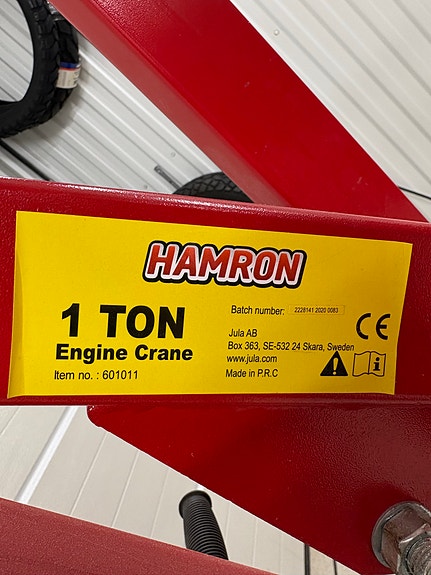 HAMRON
1 TON
Engine Crane
Item no. : 601011
Batch number: 2228141 2020 0083
Jula AB
Box 363, SE-532 24 Skara, Sweden
www.jula.com
Made in P.R.C
CE